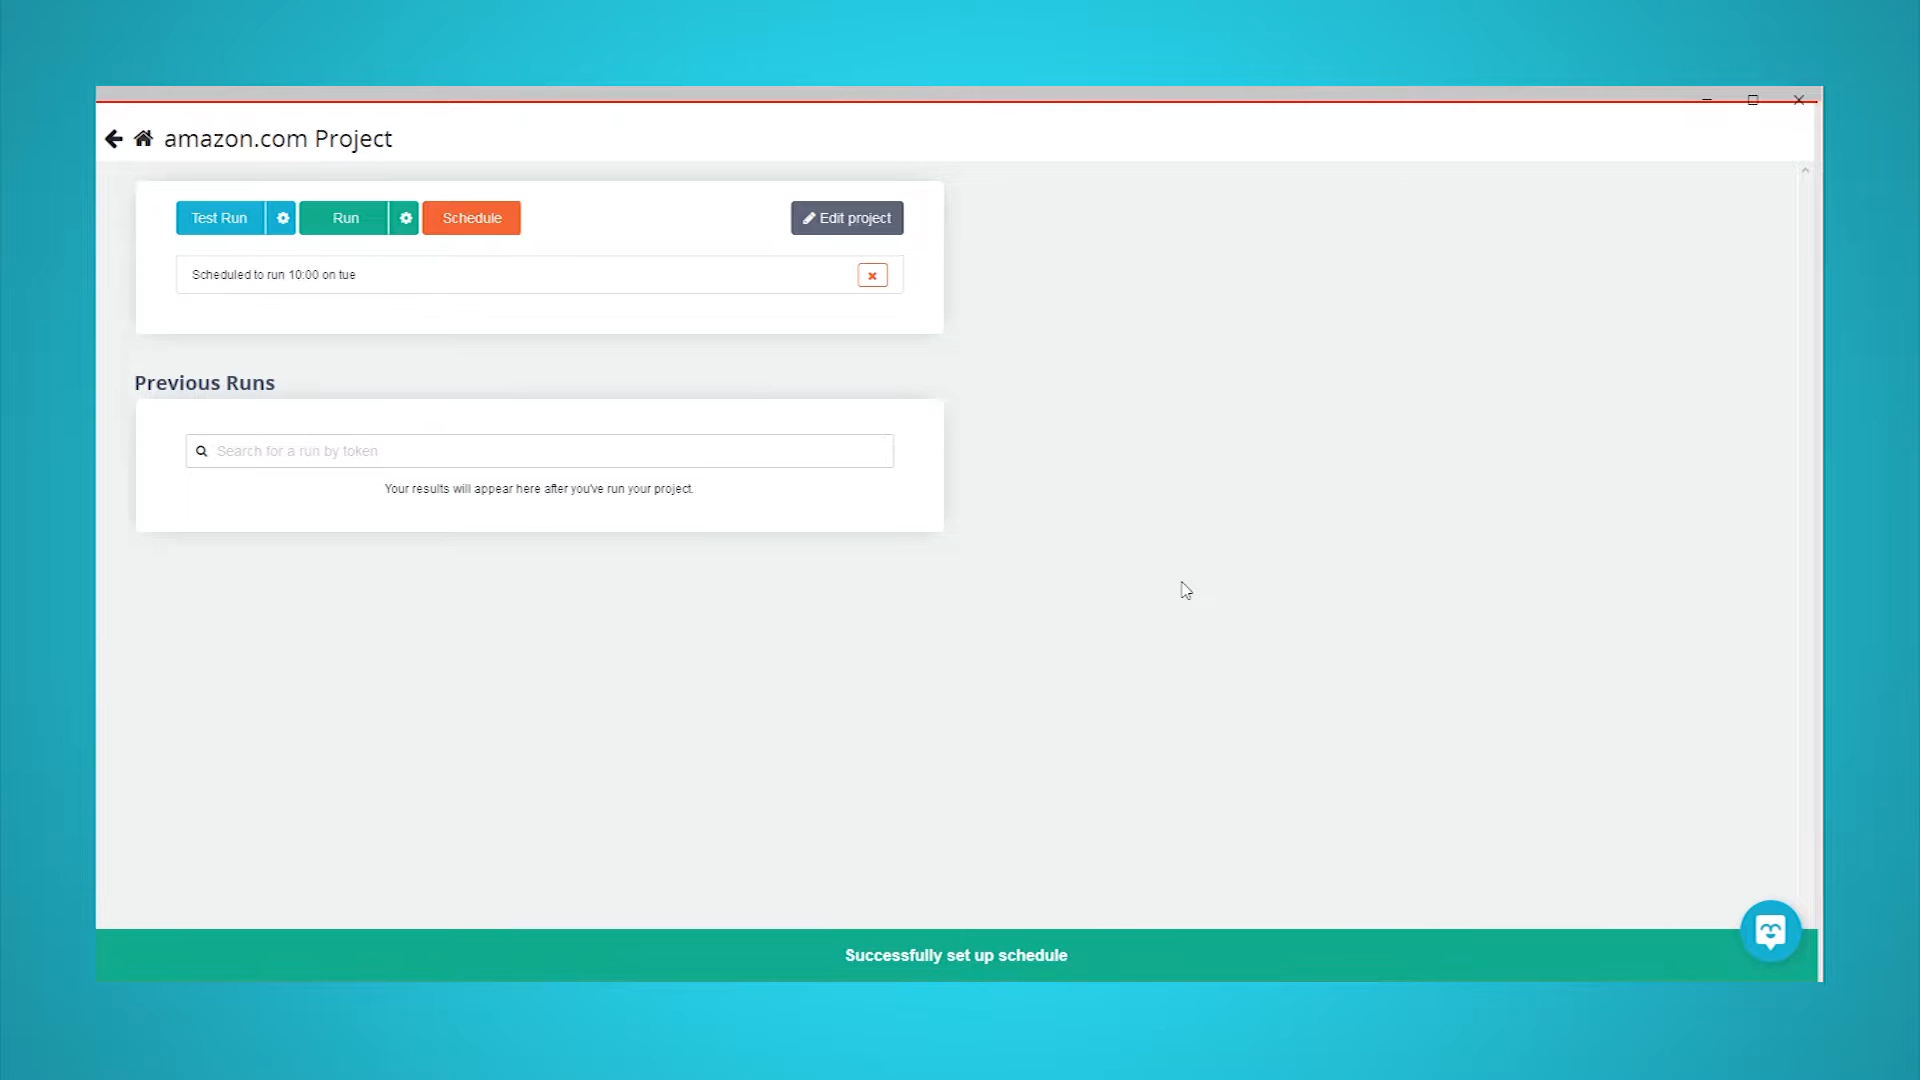 amazon.com Project
Test Run
Run
Schedule
Edit project
Scheduled to run 10:00 on tue
Previous Runs
Search for a run by token
Your results will appear here after you've run your project.
Successfully set up schedule